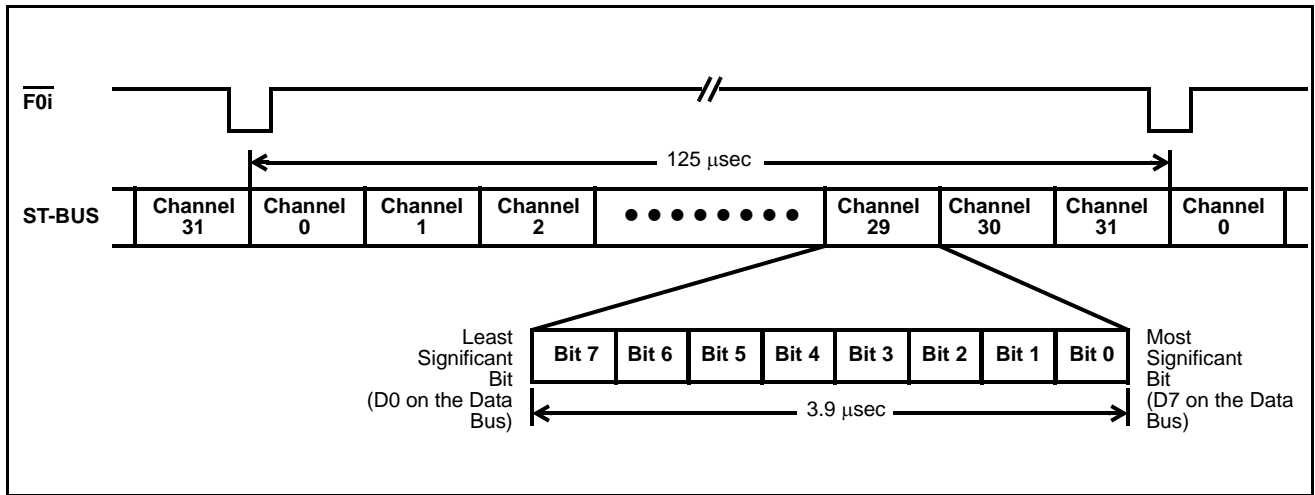 F0i
125 μsec
ST-BUS
Channel 31
Channel 0
Channel 1
Channel 2
Channel 29
Channel 30
Channel 31
Channel 0
Least
Significant
Bit
(D0 on the Data
Bus)
Bit 7
Bit 6
Bit 5
Bit 4
Bit 3
Bit 2
Bit 1
Bit 0
Most
Significant
Bit
(D7 on the Data
Bus)
3.9 μsec